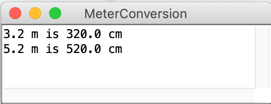 MeterConversion
3.2 m is 320.0 cm
5.2 m is 520.0 cm